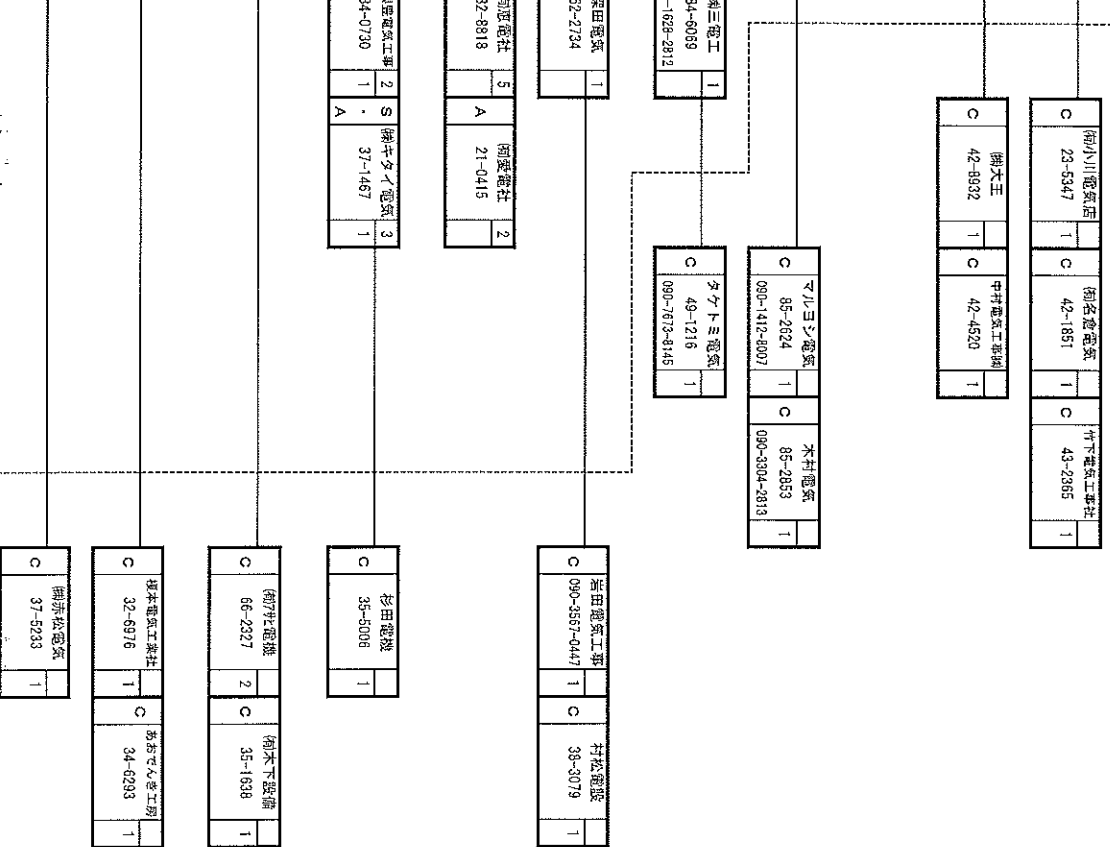 C
㈲小川電気店
23-5347
1
C
㈲名倉電気
42-1851
1
C
竹下電気工事社
43-2365
1
C
㈱大王
42-8932
1
C
中村電気工事㈱
42-4520
1
C
マルヨシ電気
85-2624
090-1412-8007
1
C
木村電気
85-2853
090-3304-2813
1
㈱三電工
84-6069
-1628-2812
1
C
タケトミ電気
49-1216
090-7673-8145
1
田電気
62-2734
1
C
岩田電気工事
090-3567-0447
1
C
村松電設
38-3079
1
電社
32-8818
5
A
㈲愛電社
21-0415
2
電気工事
34-0730
2
1
S
・
A
㈱キタイ電気
37-1467
3
1
C
杉田電機
35-5006
1
C
㈲アサヒ電機
66-2327
2
C
㈲木下設備
35-1638
1
C
榎本電気工業社
32-6976
1
C
あおでんき工房
34-6293
1
C
㈱赤松電気
37-5233
1